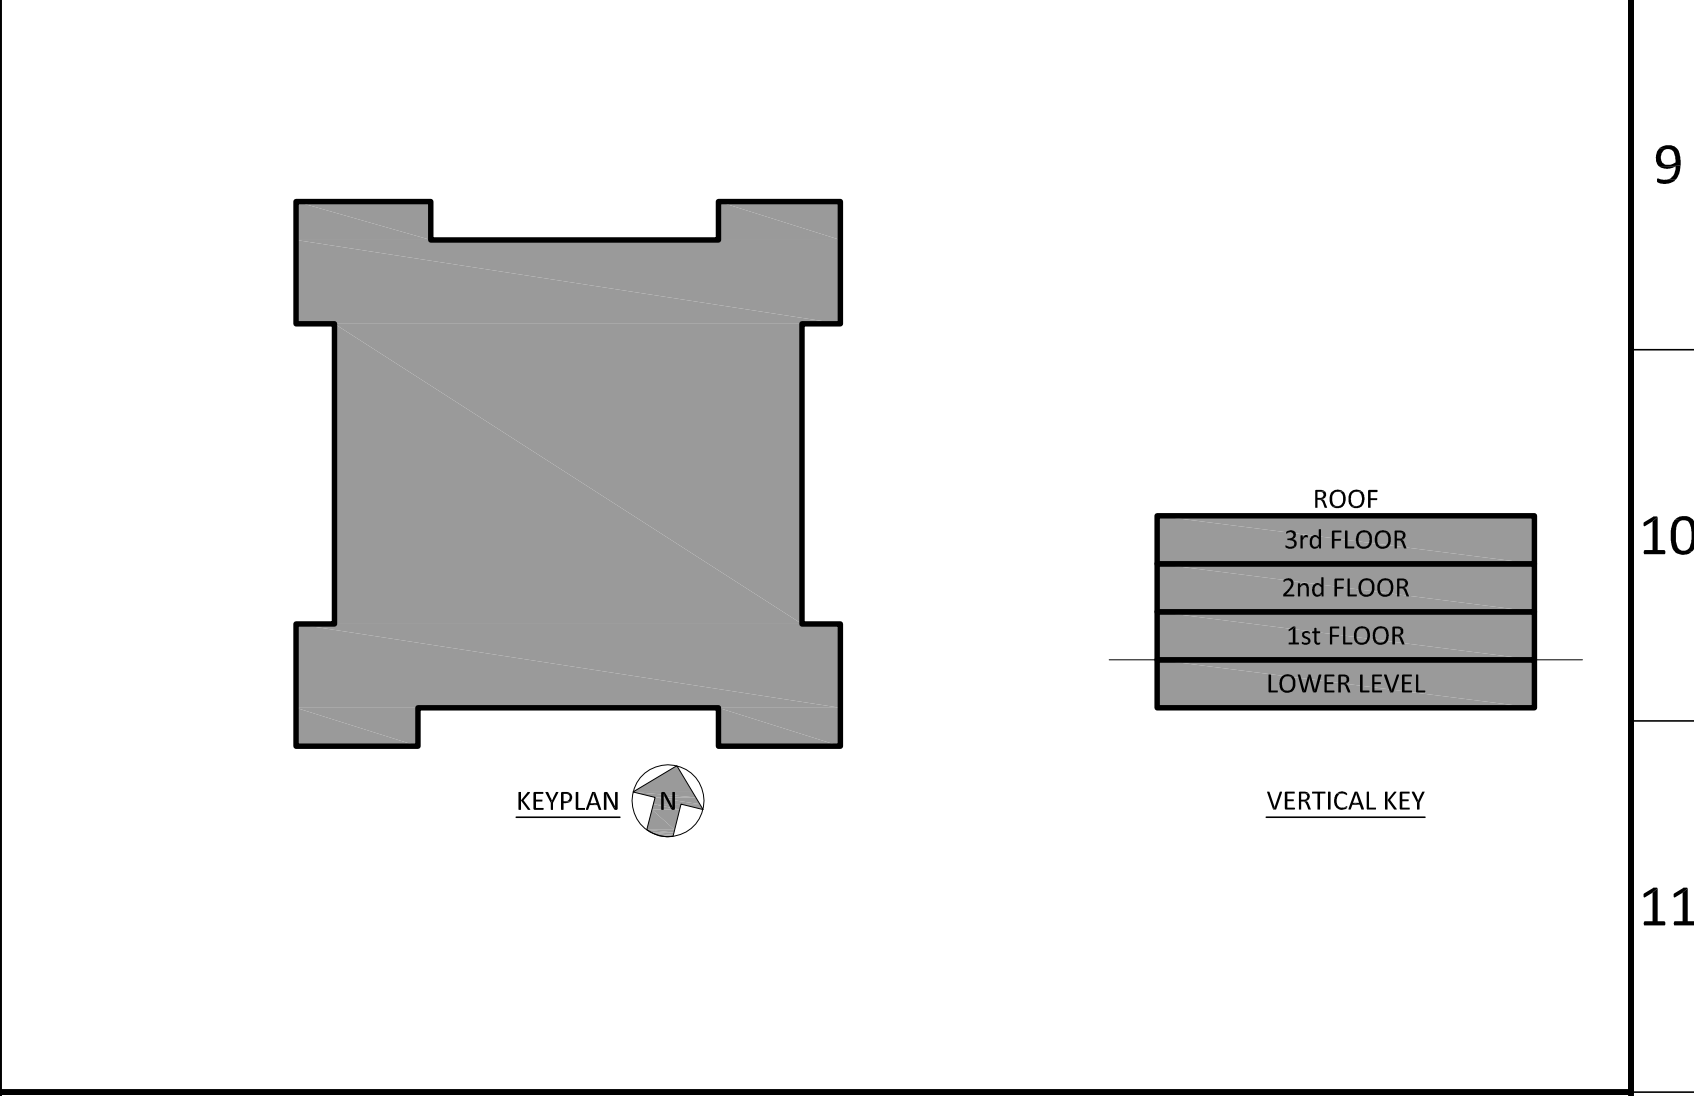 9
ROOF
3rd FLOOR
10
2nd FLOOR
1st FLOOR
LOWER LEVEL
KEYPLAN
N
VERTICAL KEY
11